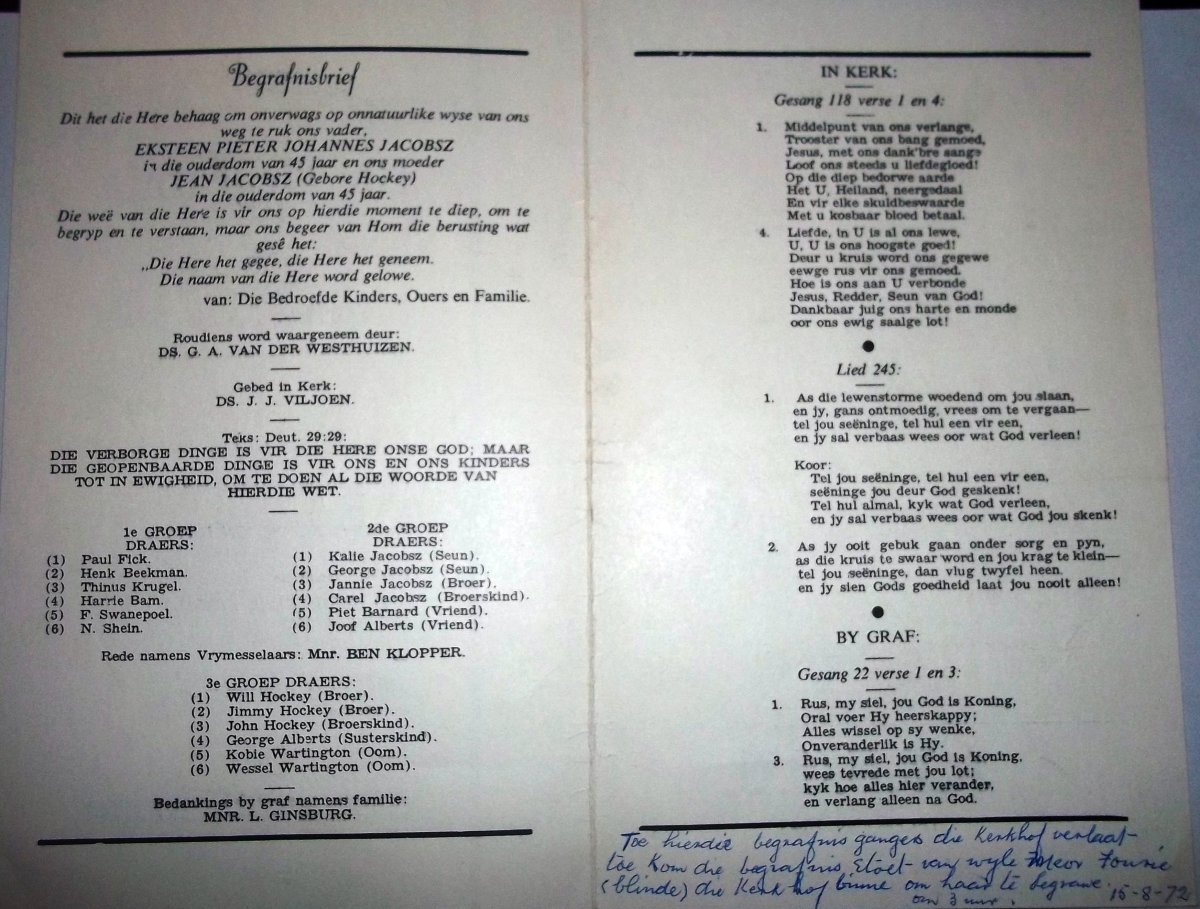 Begrafnisbrief
Dit het die Here behaag om onverwags op onnatuurlike wyse van ons
weg te ruk ons vader,
EKSTEEN PIETER JOHANNES JACOBSZ
in die ouderdom van 45 jaar en ons moeder
JEAN JACOBSZ (Gebore Hockey)
in die ouderdom van 45 jaar.
Die weë van die Here is vir ons op hierdie moment te diep, om te
begryp en te verstaan, maar ons begeer van Hom die berusting wat
gesê het:
„Die Here het gegee, die Here het geneem.
Die naam van die Here word gelowe.
van: Die Bedroefde Kinders, Ouers en Familie.
Roudiens word waargeneem deur:
DS. G. A. VAN DER WESTHUIZEN.
Gebed in Kerk:
DS. J. J. VILJOEN.
Teks: Deut. 29:29:
DIE VERBORGE DINGE IS VIR DIE HERE ONSE GOD; MAAR
DIE GEOPENBAARDE DINGE IS VIR ONS EN ONS KINDERS
TOT IN EWIGHEID, OM TE DOEN AL DIE WOORDE VAN
HIERDIE WET.
1e GROEP
DRAERS:
(1) Paul Fick.
(2) Henk Beekman.
(3) Thinus Krugel.
(4) Harrie Bam.
(5) F. Swanepoel.
(6) N. Shein.
2de GROEP
DRAERS:
(1) Kalie Jacobsz (Seun).
(2) George Jacobsz (Seun).
(3) Jannie Jacobsz (Broer).
(4) Carel Jacobsz (Broerskind).
(5) Piet Barnard (Vriend).
(6) Joof Alberts (Vriend).
Rede namens Vrymesselaars: Mnr. BEN KLOPPER.
3e GROEP DRAERS:
(1) Will Hockey (Broer).
(2) Jimmy Hockey (Broer).
(3) John Hockey (Broerskind).
(4) George Alberts (Susterskind).
(5) Kobie Wartington (Oom).
(6) Wessel Wartington (Oom).
Bedankings by graf namens familie:
MNR. L. GINSBURG.
IN KERK:
Gesang 118 verse 1 en 4:
1. Middelpunt van ons verlange,
Trooster van ons bang gemoed,
Jesus, met ons dank'bre sange
Loof ons steeds u liefdegloed!
Op die diep bedorwe aarde
Het U, Heiland, neergedaal
En vir elke skuldbeswaarde
Met u kosbaar bloed betaal.
4. Liefde, in U is al ons lewe,
U, U is ons hoogste goed!
Deur u kruis word ons gegewe
eewge rus vir ons gemoed.
Hoe is ons aan U verbonde
Jesus, Redder, Seun van God!
Dankbaar juig ons harte en monde
oor ons ewig saalge lot!
Lied 245:
1. As die lewenstorme woedend om jou slaan,
en jy, gans ontmoedig, vrees om te vergaan—
tel jou seëninge, tel hul een vir een,
en jy sal verbaas wees oor wat God verleen!
Koor:
Tel jou seëninge, tel hul een vir een,
seëninge jou deur God geskenk!
Tel hul almal, kyk wat God verleen,
en jy sal verbaas wees oor wat God jou skenk!
2. As jy ooit gebuk gaan onder sorg en pyn,
as die kruis te swaar word en jou krag te klein—
tel jou seëninge, dan vlug twyfel heen.
en jy sien Gods goedheid laat jou nooit alleen!
BY GRAF:
Gesang 22 verse 1 en 3:
1. Rus, my siel, jou God is Koning,
Oral voer Hy heerskappy;
Alles wissel op sy wenke,
Onveranderlik is Hy.
3. Rus, my siel, jou God is Koning,
wees tevrede met jou lot;
kyk hoe alles hier verander,
en verlang alleen na God.
Toe hierdie begrafnis gangers die Kerkhof verlaat-
toe kom die begrafnis stoet van wyle Mevr Fourie
(blinde) die Kerkhof binne om haar te begrawe.
om 3 uur. 15-8-72